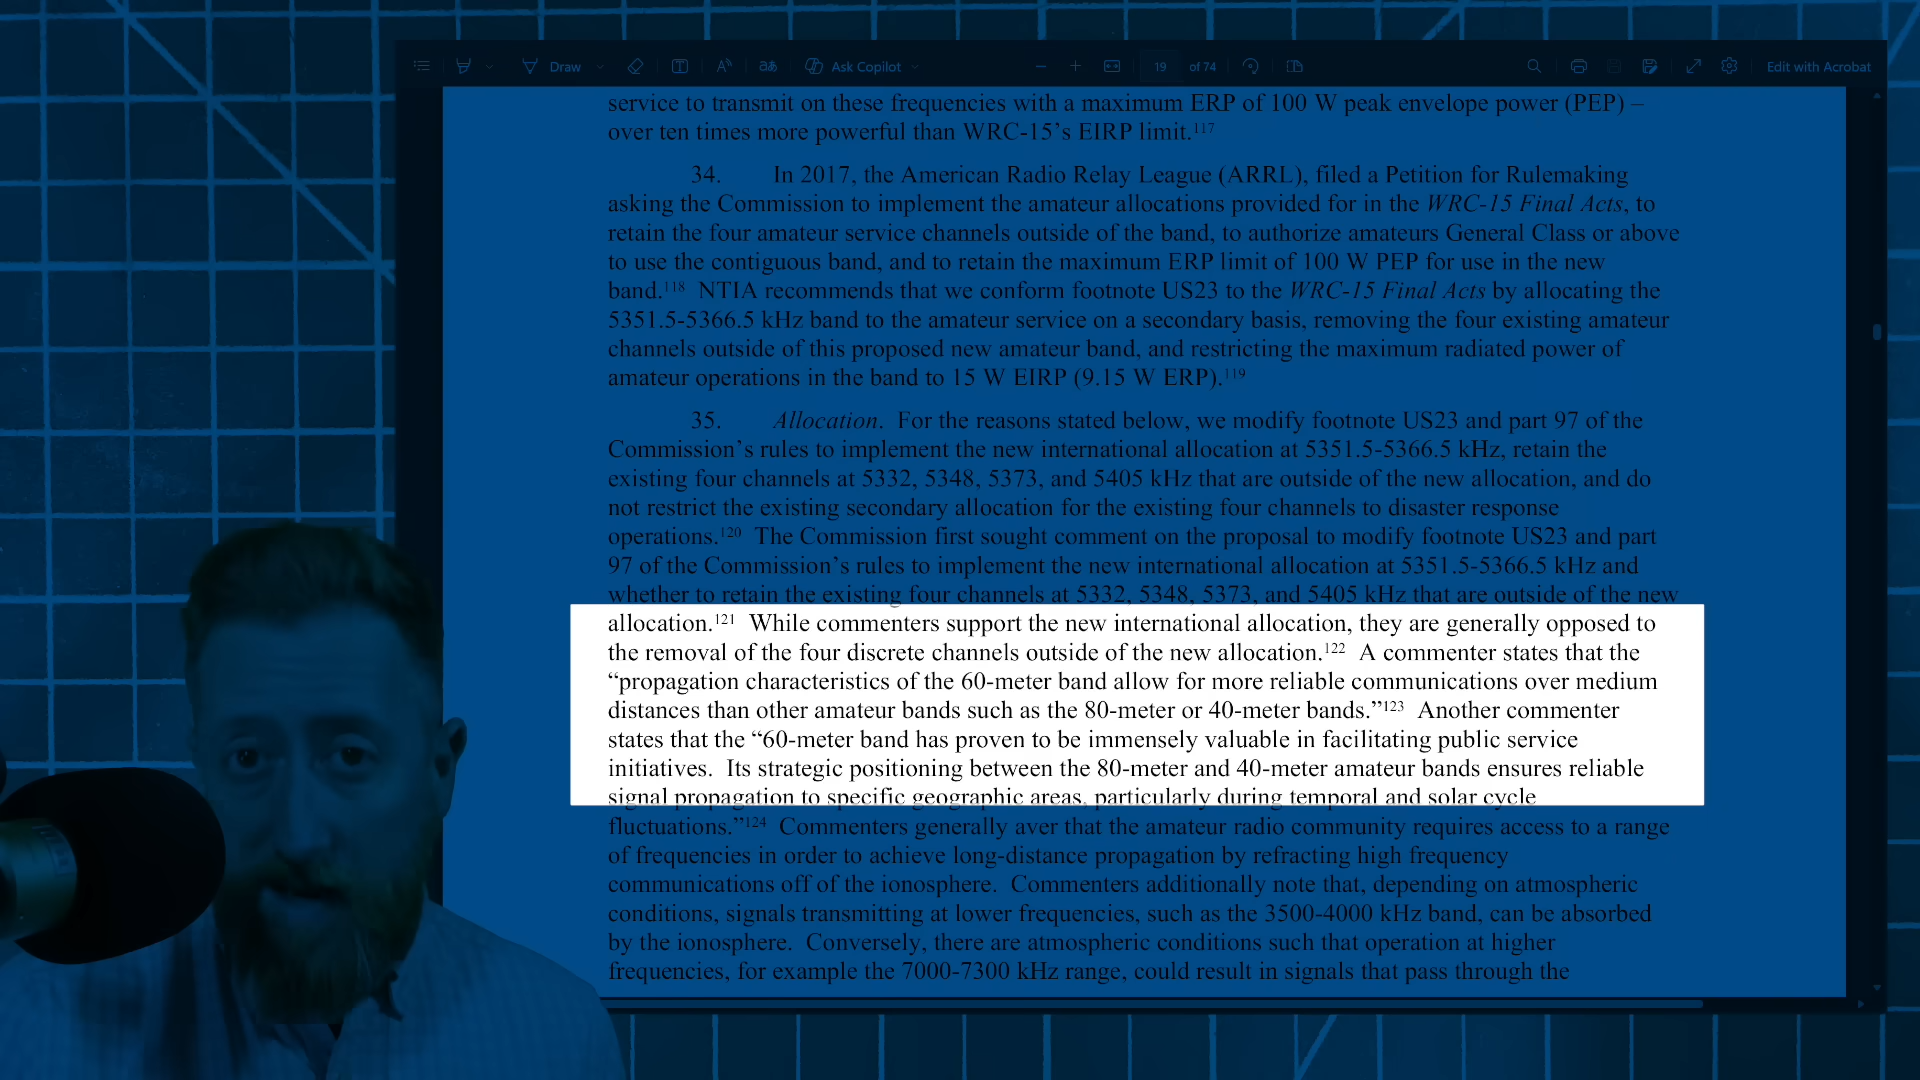 Draw
Ask Copilot
19 of 74
Edit with Acrobat
service to transmit on these frequencies with a maximum ERP of 100 W peak envelope power (PEP) –
over ten times more powerful than WRC-15’s EIRP limit.117
34. In 2017, the American Radio Relay League (ARRL), filed a Petition for Rulemaking
asking the Commission to implement the amateur allocations provided for in the WRC-15 Final Acts, to
retain the four amateur service channels outside of the band, to authorize amateurs General Class or above
to use the contiguous band, and to retain the maximum ERP limit of 100 W PEP for use in the new
band.118 NTIA recommends that we conform footnote US23 to the WRC-15 Final Acts by allocating the
5351.5-5366.5 kHz band to the amateur service on a secondary basis, removing the four existing amateur
channels outside of this proposed new amateur band, and restricting the maximum radiated power of
amateur operations in the band to 15 W EIRP (9.15 W ERP).119
35. Allocation. For the reasons stated below, we modify footnote US23 and part 97 of the
Commission’s rules to implement the new international allocation at 5351.5-5366.5 kHz, retain the
existing four channels at 5332, 5348, 5373, and 5405 kHz that are outside of the new allocation, and do
not restrict the existing secondary allocation for the existing four channels to disaster response
operations.120 The Commission first sought comment on the proposal to modify footnote US23 and part
97 of the Commission’s rules to implement the new international allocation at 5351.5-5366.5 kHz and
whether to retain the existing four channels at 5332, 5348, 5373, and 5405 kHz that are outside of the new
allocation.121 While commenters support the new international allocation, they are generally opposed to
the removal of the four discrete channels outside of the new allocation.122 A commenter states that the
“propagation characteristics of the 60-meter band allow for more reliable communications over medium
distances than other amateur bands such as the 80-meter or 40-meter bands.”123 Another commenter
states that the “60-meter band has proven to be immensely valuable in facilitating public service
initiatives. Its strategic positioning between the 80-meter and 40-meter amateur bands ensures reliable
signal propagation to specific geographic areas, particularly during temporal and solar cycle
fluctuations.”124 Commenters generally aver that the amateur radio community requires access to a range
of frequencies in order to achieve long-distance propagation by refracting high frequency
communications off of the ionosphere. Commenters additionally note that, depending on atmospheric
conditions, signals transmitting at lower frequencies, such as the 3500-4000 kHz band, can be absorbed
by the ionosphere. Conversely, there are atmospheric conditions such that operation at higher
frequencies, for example the 7000-7300 kHz range, could result in signals that pass through the